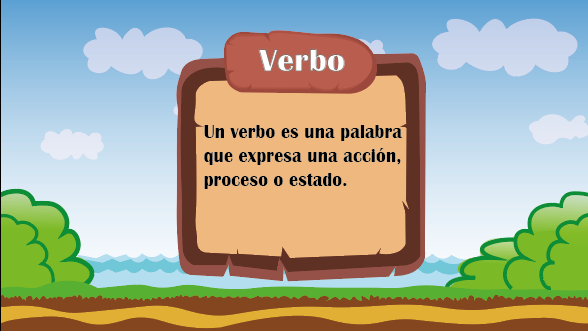 Verbo
Un verbo es una palabra
que expresa una acción,
proceso o estado.